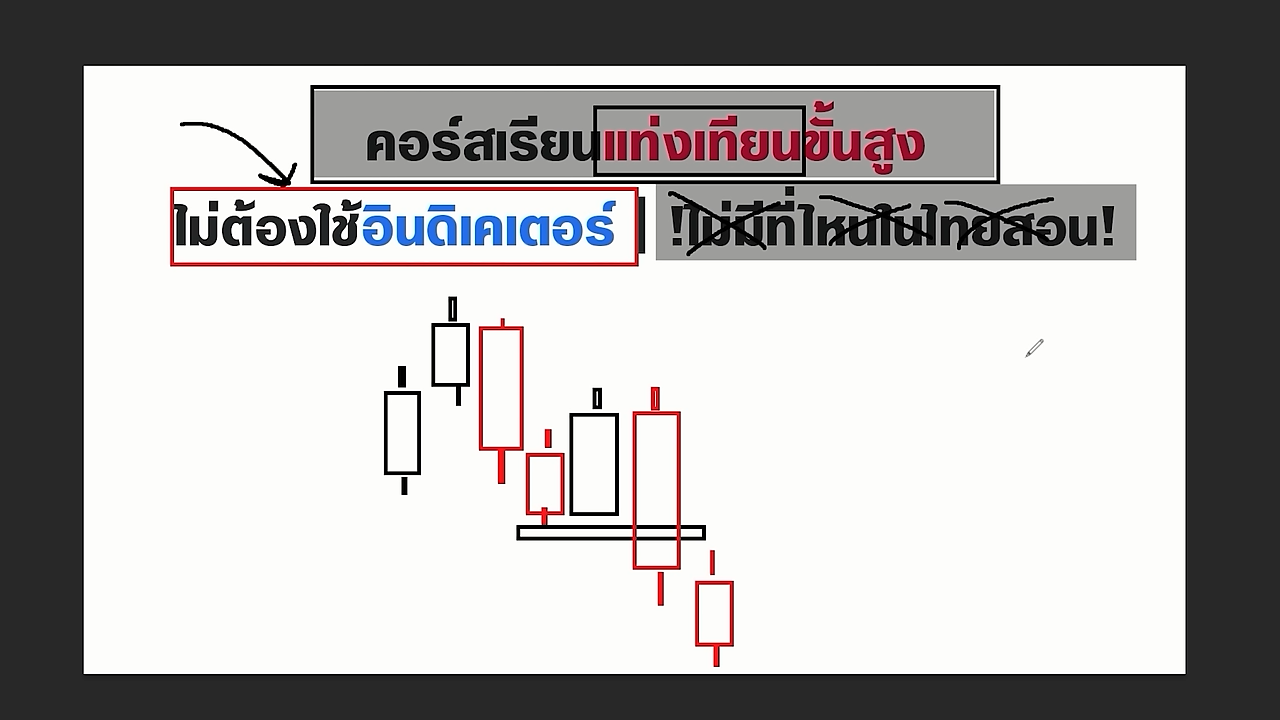 คอร์สเรียนแท่งเทียนขั้นสูง
ไม่ต้องใช้อินดิเคเตอร์ | !ไม่มีที่ไหนในไทยสอน!